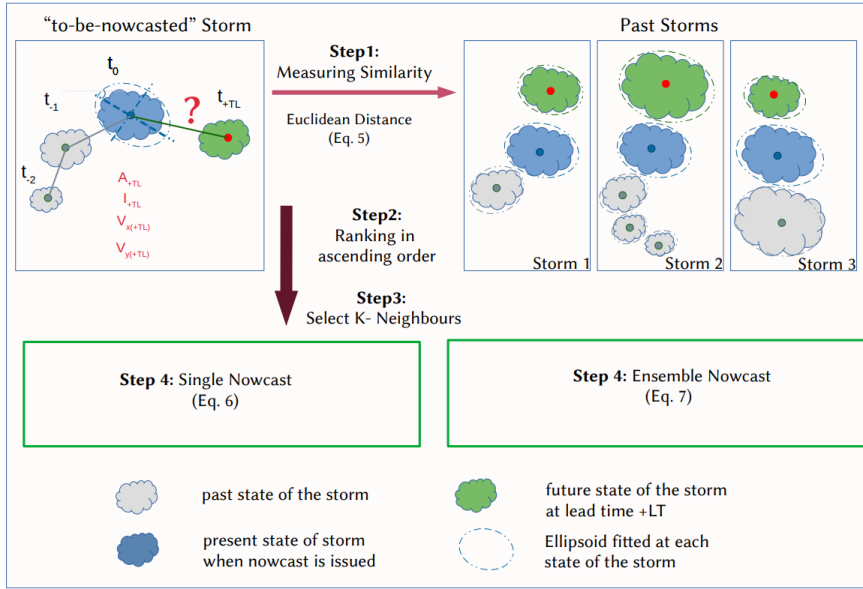 “to-be-nowcasted” Storm
Past Storms
t0
t-1
t+TL
?
t-2
A+TL
I+TL
Vx(+TL)
Vy(+TL)
Step1:
Measuring Similarity
Euclidean Distance
(Eq. 5)
Step2:
Ranking in
ascending order
Storm 1
Storm 2
Storm 3
Step3:
Select K- Neighbours
Step 4: Single Nowcast
(Eq. 6)
Step 4: Ensemble Nowcast
(Eq. 7)
past state of the storm
future state of the storm
at lead time +LT
present state of storm
when nowcast is issued
Ellipsoid fitted at each
state of the storm